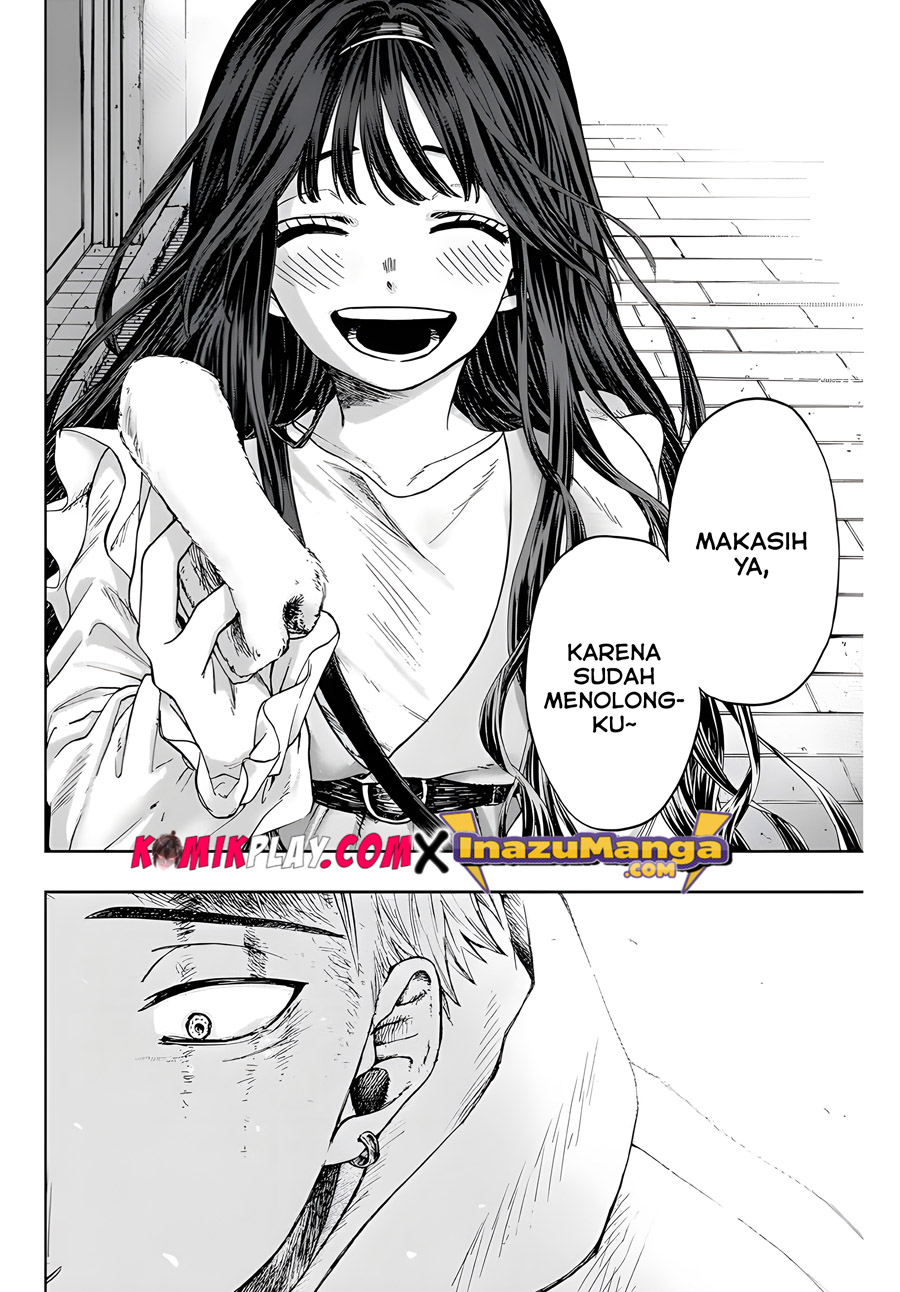 MAKASIH
YA,
KARENA
SUDAH
MENOLONG-
KU~
KOMIKPLAY.COM X INAZUMANGA
.COM